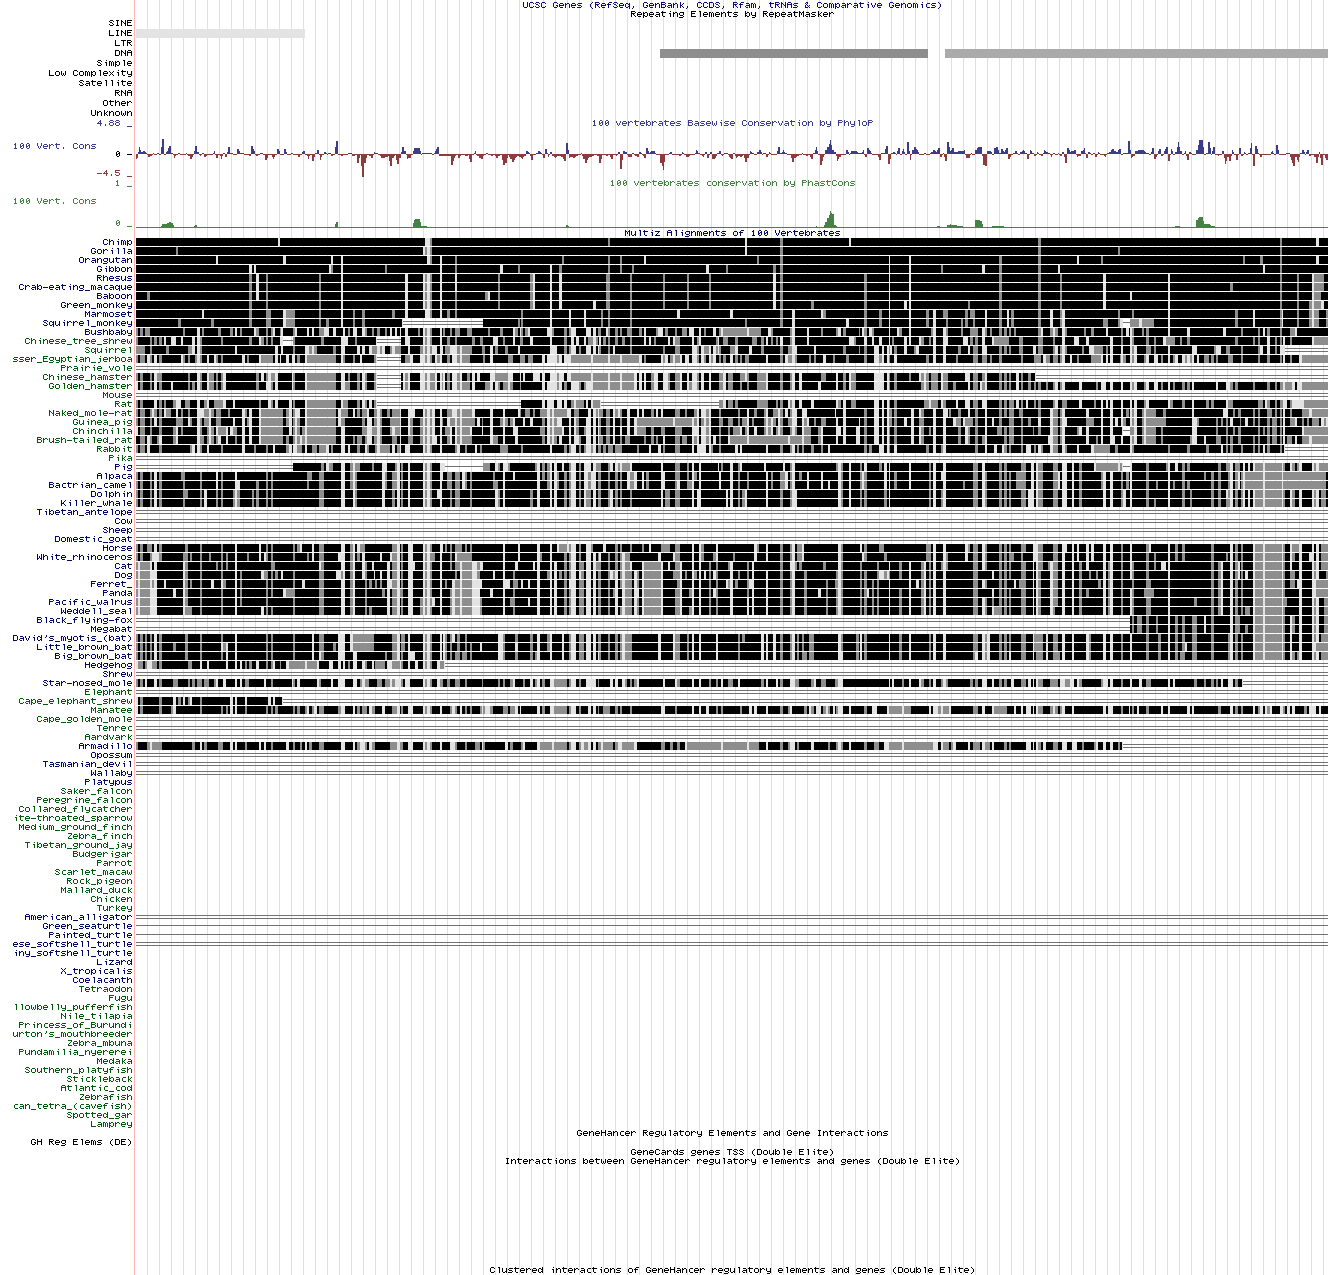 UCSC Genes (RefSeq, GenBank, CCDS, Rfam, tRNAs & Comparative Genomics)
Repeating Elements by RepeatMasker
SINE
LINE
LTR
DNA
Simple
Low Complexity
Satellite
RNA
Other
Unknown
4.88 _
100 vertebrates Basewise Conservation by PhyloP
100 Vert. Cons
0 -
-4.5 _
1 _
100 vertebrates conservation by PhastCons
100 Vert. Cons
0 _
Multiz Alignments of 100 Vertebrates
Chimp
Gorilla
Orangutan
Gibbon
Rhesus
Crab-eating_macaque
Baboon
Green_monkey
Marmoset
Squirrel_monkey
Bushbaby
Chinese_tree_shrew
Squirrel
sser_Egyptian_jerboa
Prairie_vole
Chinese_hamster
Golden_hamster
Mouse
Rat
Naked_mole-rat
Guinea_pig
Chinchilla
Brush-tailed_rat
Rabbit
Pika
Pig
Alpaca
Bactrian_camel
Dolphin
Killer_whale
Tibetan_antelope
Cow
Sheep
Domestic_goat
Horse
White_rhinoceros
Cat
Dog
Ferret_
Panda
Pacific_walrus
Weddell_seal
Black_flying-fox
Megabat
David's_myotis_(bat)
Little_brown_bat
Big_brown_bat
Hedgehog
Shrew
Star-nosed_mole
Elephant
Cape_elephant_shrew
Manatee
Cape_golden_mole
Tenrec
Aardvark
Armadillo
Opossum
Tasmanian_devil
Wallaby
Platypus
Saker_falcon
Peregrine_falcon
Collared_flycatcher
ite-throated_sparrow
Medium_ground_finch
Zebra_finch
Tibetan_ground_jay
Budgerigar
Parrot
Scarlet_macaw
Rock_pigeon
Mallard_duck
Chicken
Turkey
American_alligator
Green_seaturtle
Painted_turtle
ese_softshell_turtle
iny_softshell_turtle
Lizard
X_tropicalis
Coelacanth
Tetraodon
Fugu
llowbelly_pufferfish
Nile_tilapia
Princess_of_Burundi
urton's_mouthbreeder
Zebra_mbuna
Pundamilia_nyererei
Medaka
Southern_platyfish
Stickleback
Atlantic_cod
Zebrafish
can_tetra_(cavefish)
Spotted_gar
Lamprey
GeneHancer Regulatory Elements and Gene Interactions
GH Reg Elems (DE)
GeneCards genes TSS (Double Elite)
Interactions between GeneHancer regulatory elements and genes (Double Elite)
Clustered interactions of GeneHancer regulatory elements and genes (Double Elite)